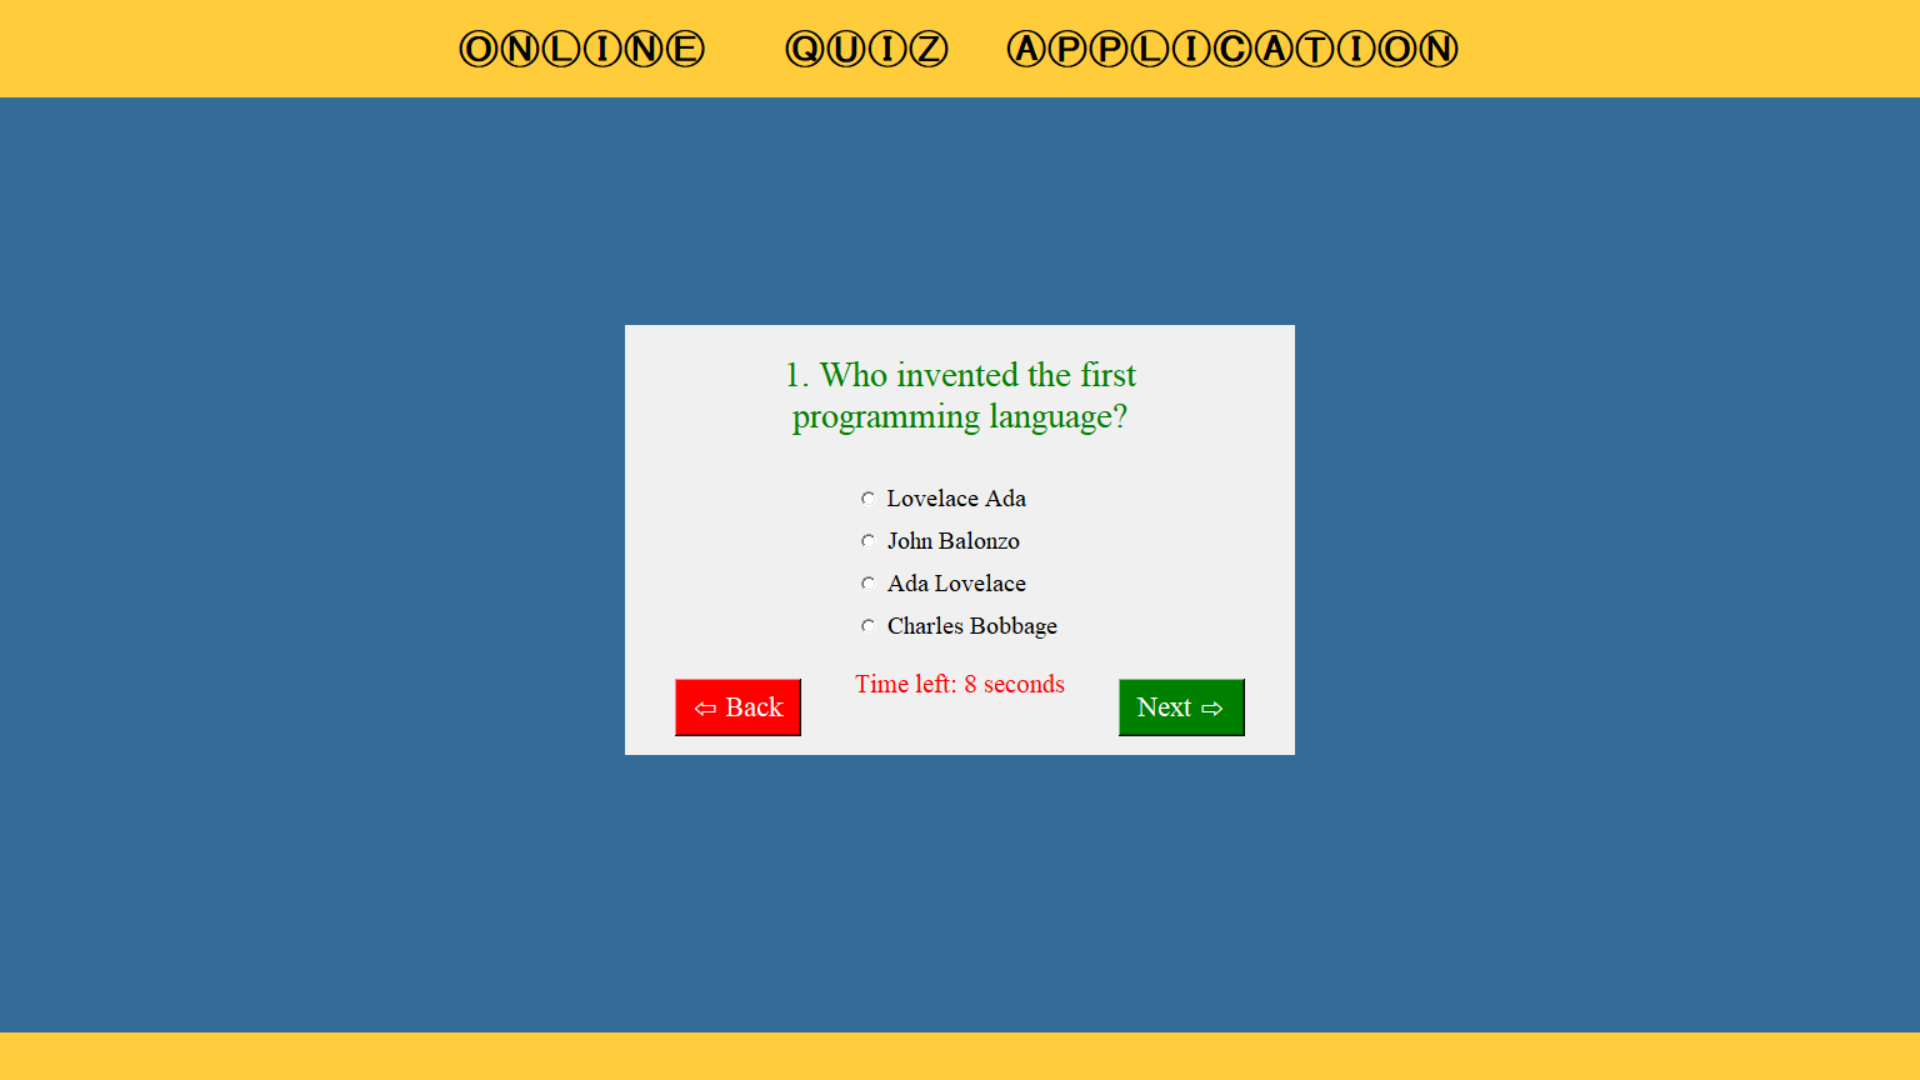 ⓄⓃⓁⒾⓃⒺ ⓆⓊⒾⓏ ⒶⓅⓅⓁⒾⒸⒶⓉⒾⓄⓃ
1. Who invented the first
programming language?
Lovelace Ada
John Balonzo
Ada Lovelace
Charles Bobbage
Time left: 8 seconds
⇦ Back
Next ⇨